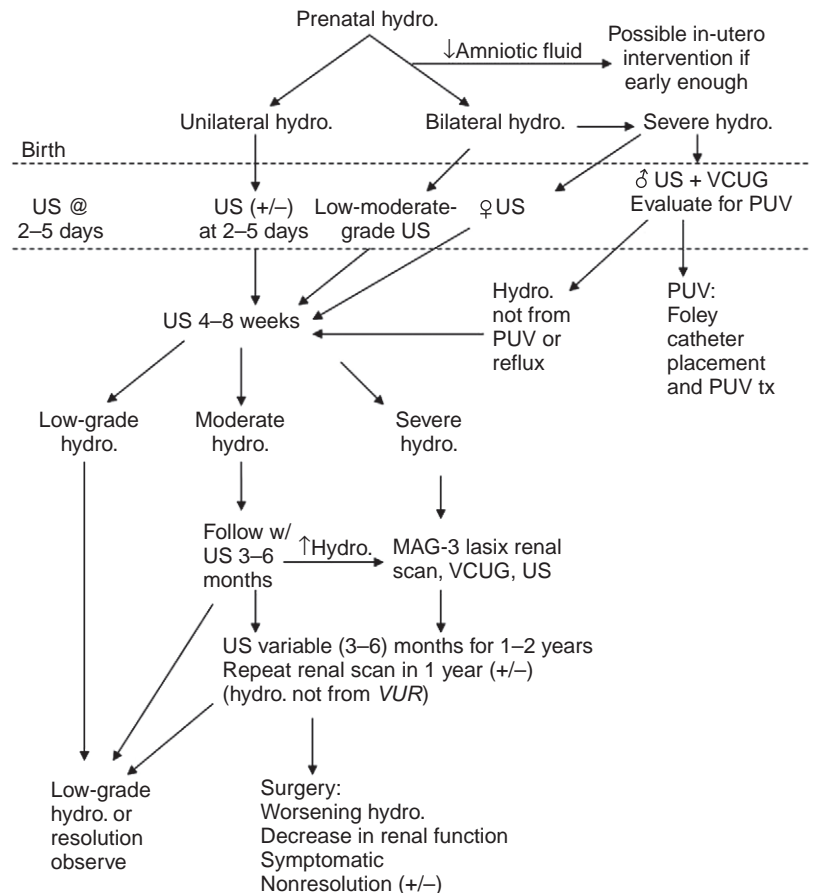 Prenatal hydro.
↓Amniotic fluid
Possible in-utero
intervention if
early enough
Unilateral hydro.
Bilateral hydro.
Severe hydro.
Birth
US @
2–5 days
US (+/–)
at 2–5 days
Low-moderate-
grade US
♀US
♂US + VCUG
Evaluate for PUV
US 4–8 weeks
Hydro.
not from
PUV or
reflux
PUV:
Foley
catheter
placement
and PUV tx
Low-grade
hydro.
Moderate
hydro.
Severe
hydro.
Follow w/
US 3–6
months
↑Hydro.
MAG-3 lasix renal
scan, VCUG, US
US variable (3–6) months for 1–2 years
Repeat renal scan in 1 year (+/–)
(hydro. not from VUR)
Low-grade
hydro. or
resolution
observe
Surgery:
Worsening hydro.
Decrease in renal function
Symptomatic
Nonresolution (+/–)